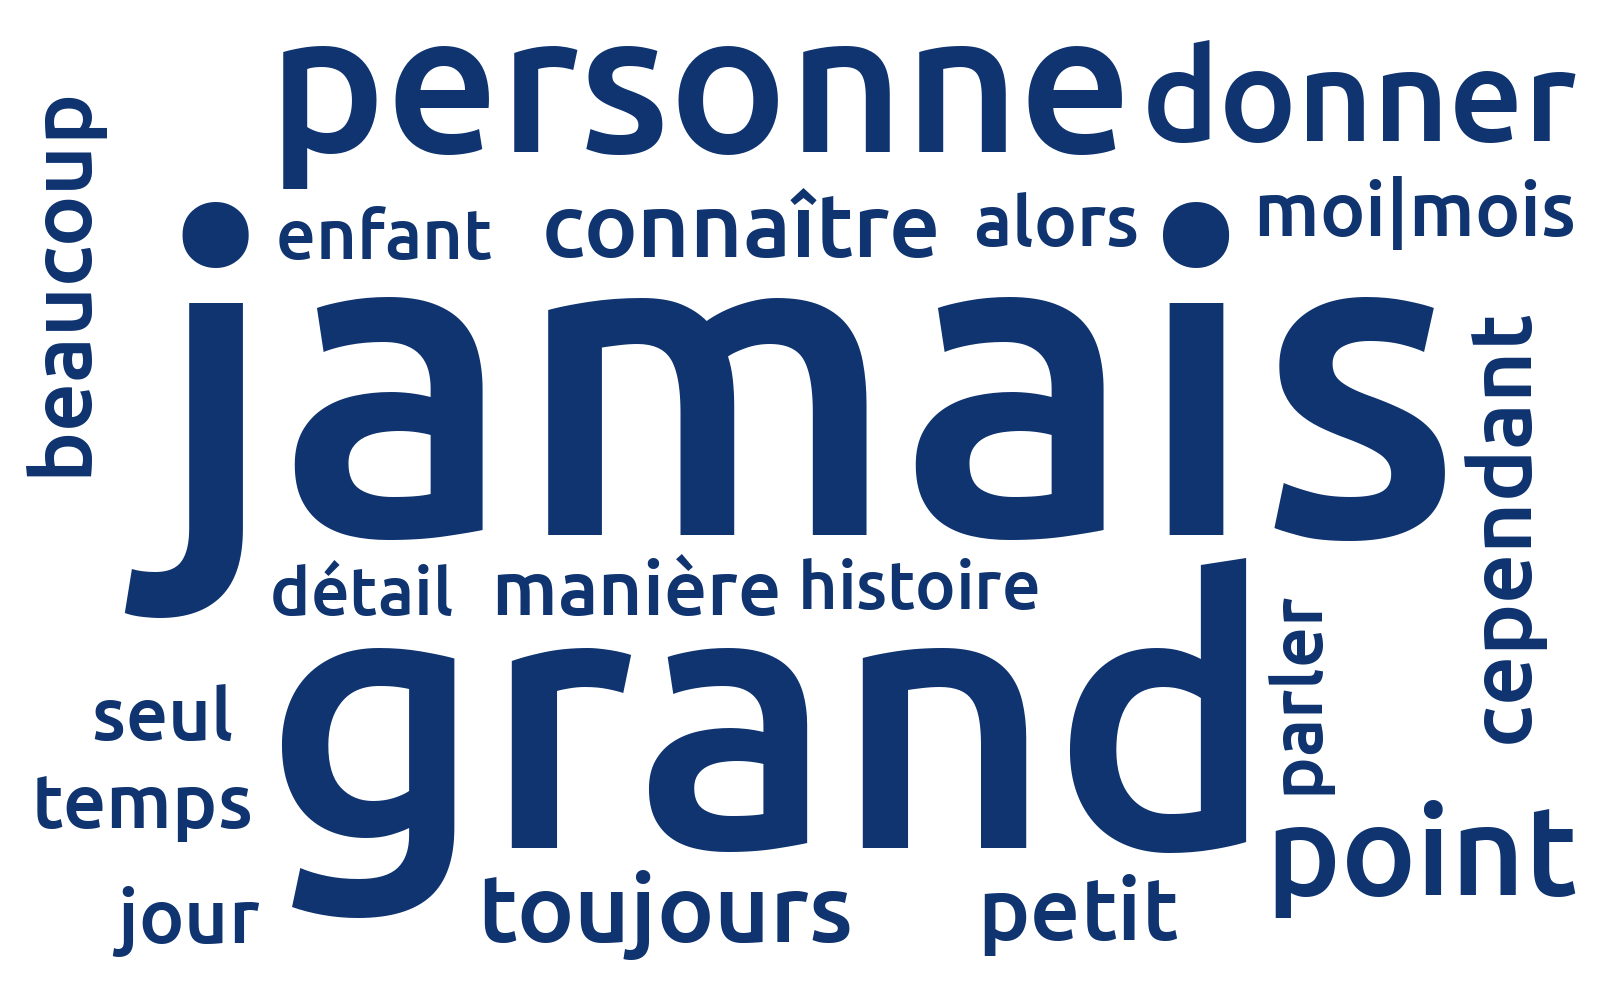 personne
donner
beaucoup
enfant
connaître
alors
moi|mois
jamais
cependant
détail
manière
histoire
grand
parler
seul
temps
point
jour
toujours
petit